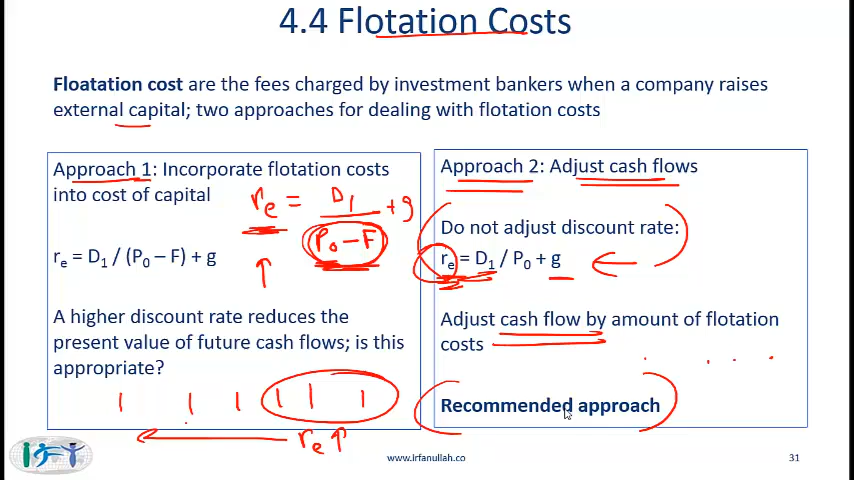 4.4 Flotation Costs
Floatation cost are the fees charged by investment bankers when a company raises
external capital; two approaches for dealing with flotation costs
Approach 1: Incorporate flotation costs
into cost of capital
re = D1 / P0 – F + g
re = D1 / (P0 – F) + g
A higher discount rate reduces the
present value of future cash flows; is this
appropriate?
re ↑
Approach 2: Adjust cash flows
Do not adjust discount rate:
re = D1 / P0 + g
Adjust cash flow by amount of flotation
costs
Recommended approach
www.irfanullah.co
31